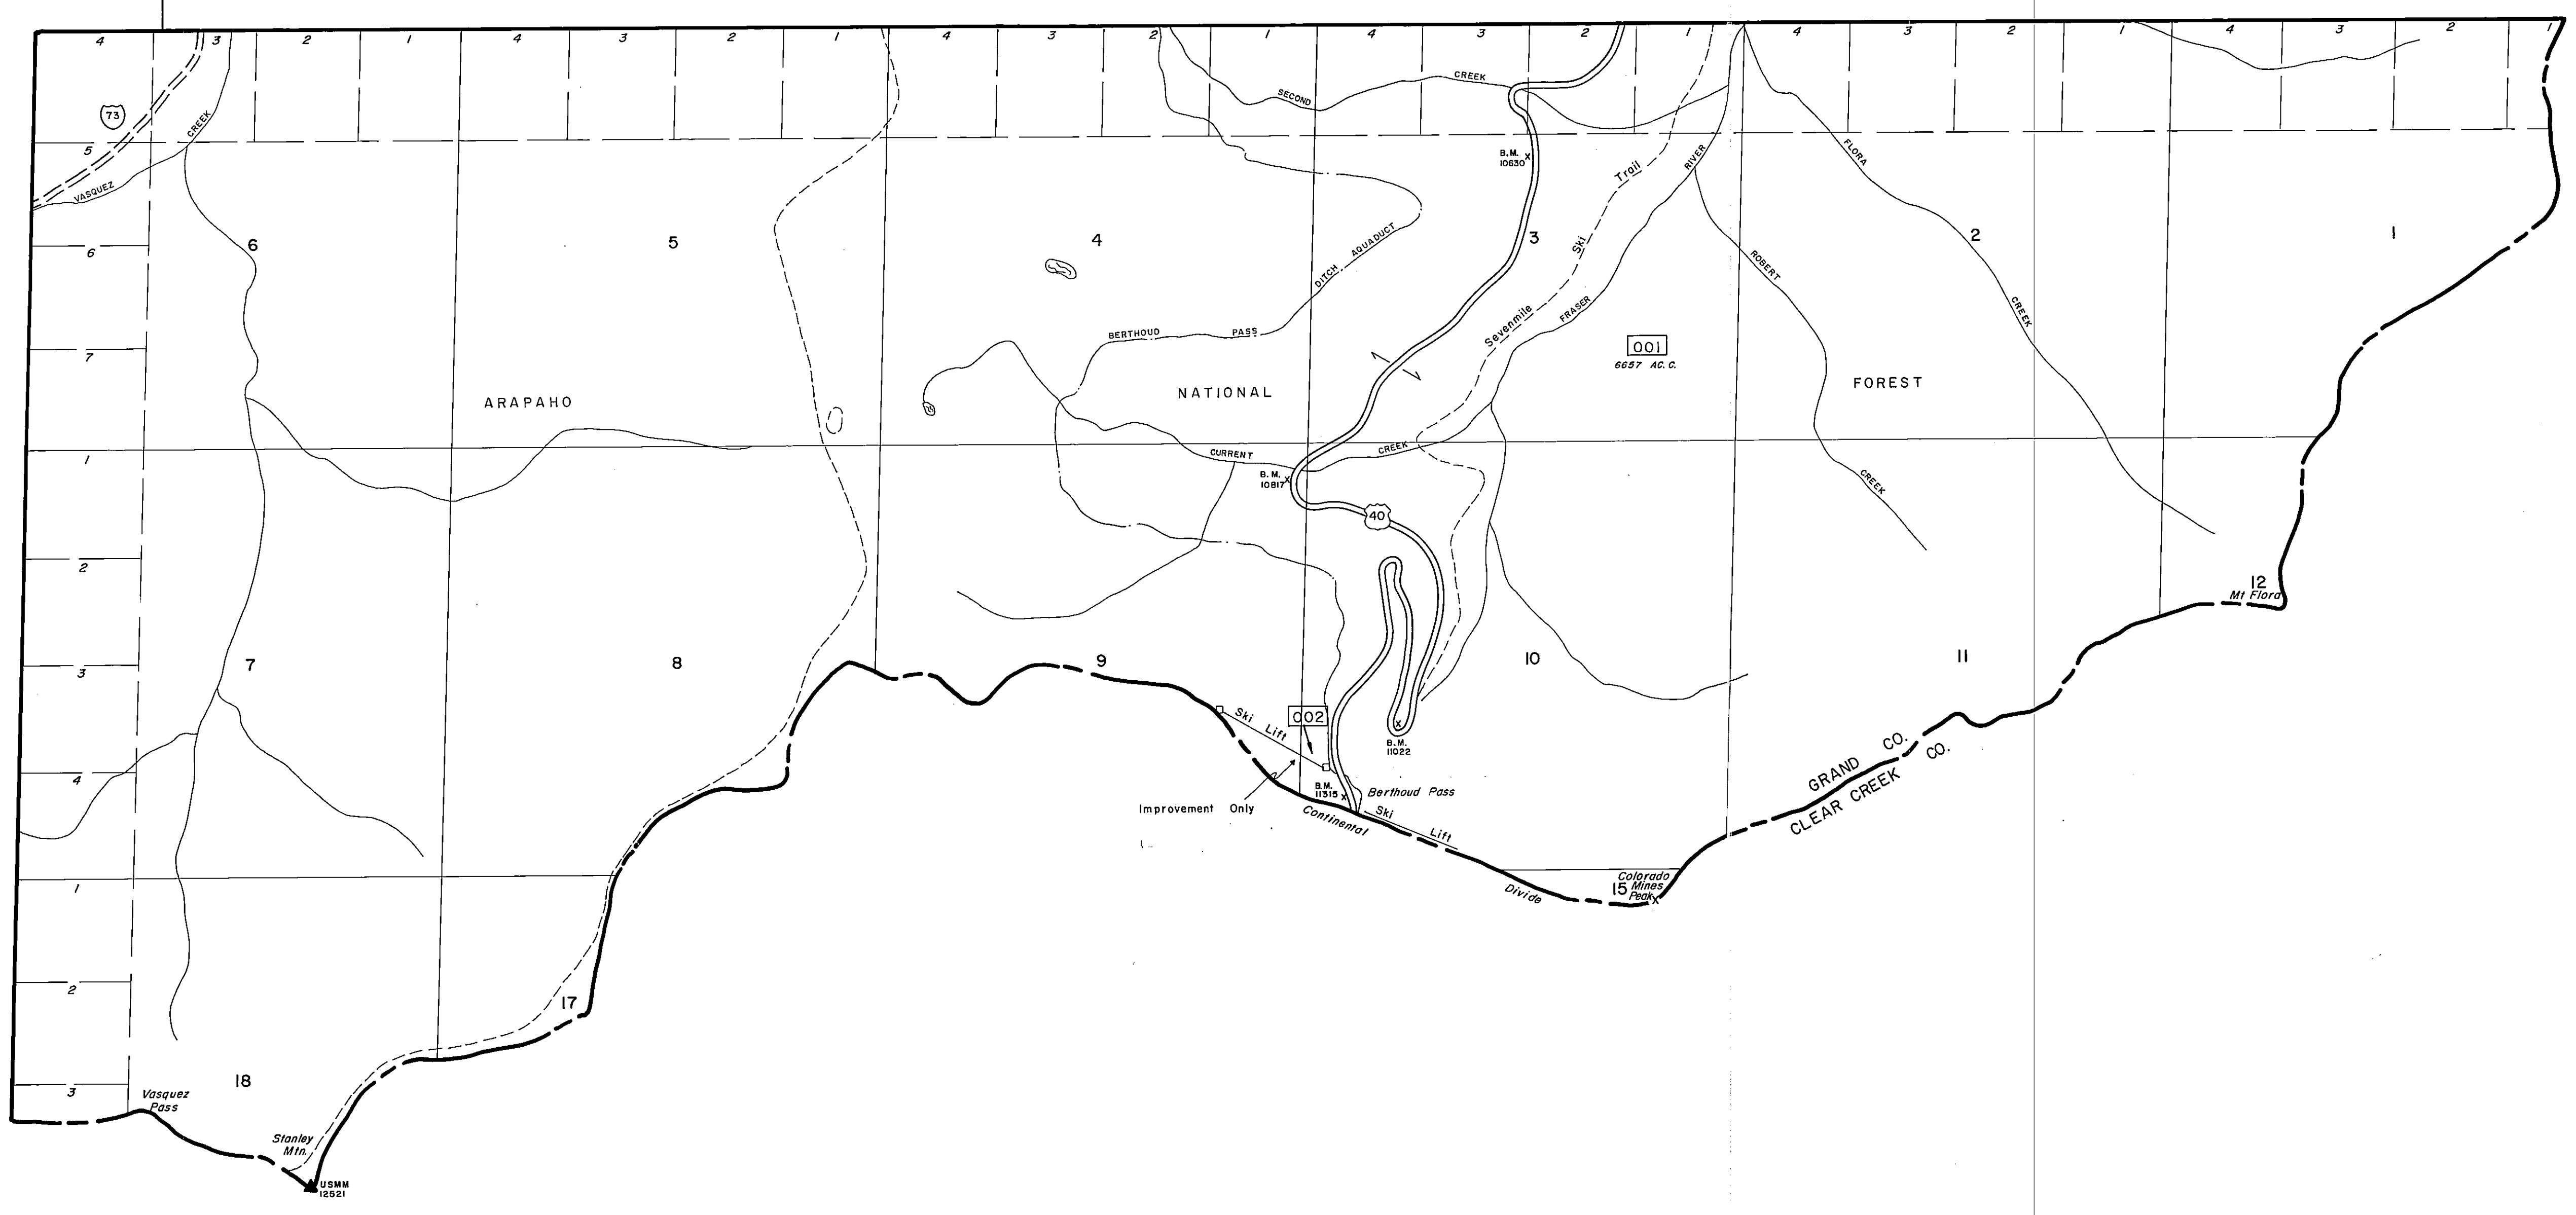 4 3 2 1 4 3 2 1 4 3 2 1 4 3 2 1 4 3 2 1 4 3 2 1
73
CREEK
VASQUEZ
5
6
7
1
2
3
4
1
2
3
SECOND
CREEK
B.M.
10630
Trail
Ski
Sevenmile
RIVER
FRASER
FLORA
CREEK
ROBERT
CREEK
6
5
4
3
2
1
DITCH AQUADUCT
BERTHOUD PASS
001
6657 AC. C.
ARAPAHO NATIONAL FOREST
CURRENT CREEK
B.M.
10817
40
12
Mt Flora
7
8
9
10
11
Ski Lift
002
B.M.
11022
B.M.
11315
Berthoud Pass
Improvement Only
Ski Lift
Continental Divide
GRAND CO.
CLEAR CREEK CO.
15
Colorado
Mines
Peak
17
18
Vasquez
Pass
Stanley
Mtn.
USMM
12521